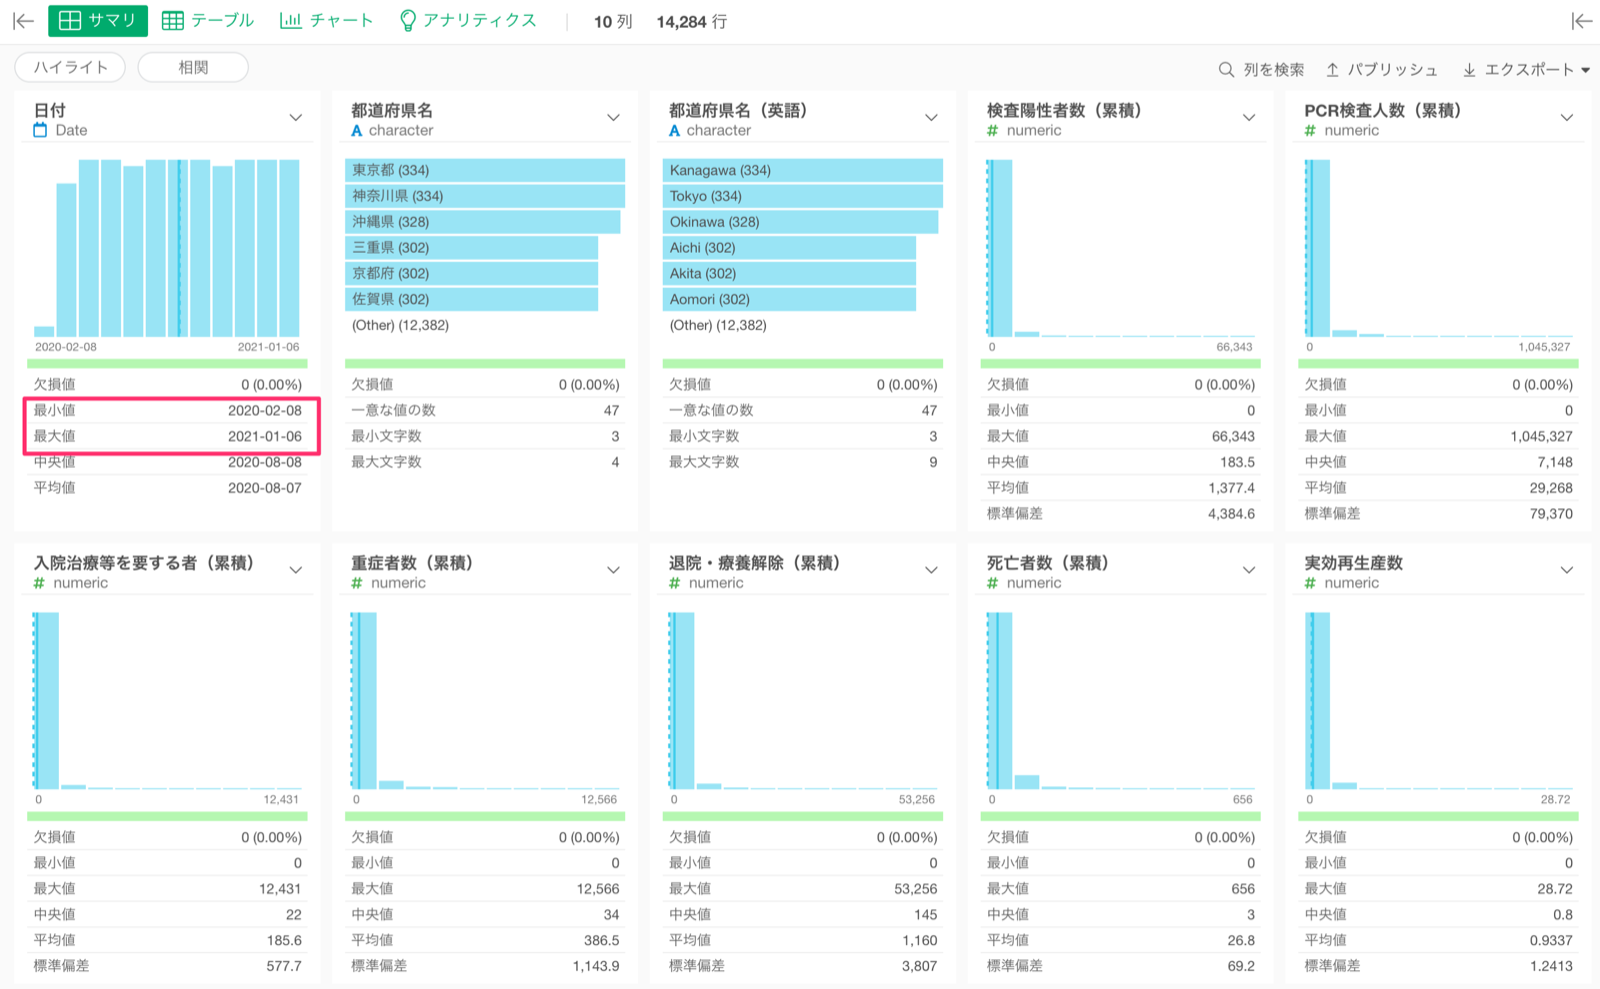 サマリ テーブル チャート アナリティクス 10 列 14,284 行
ハイライト 相関 列を検索 パブリッシュ エクスポート
日付
Date
2020-02-08 2021-01-06
欠損値 0 (0.00%)
最小値 2020-02-08
最大値 2021-01-06
中央値 2020-08-08
平均値 2020-08-07
都道府県名
A character
東京都 (334)
神奈川県 (334)
沖縄県 (328)
三重県 (302)
京都府 (302)
佐賀県 (302)
(Other) (12,382)
欠損値 0 (0.00%)
一意な値の数 47
最小文字数 3
最大文字数 4
都道府県名（英語）
A character
Kanagawa (334)
Tokyo (334)
Okinawa (328)
Aichi (302)
Akita (302)
Aomori (302)
(Other) (12,382)
欠損値 0 (0.00%)
一意な値の数 47
最小文字数 3
最大文字数 9
検査陽性者数（累積）
# numeric
0 66,343
欠損値 0 (0.00%)
最小値 0
最大値 66,343
中央値 183.5
平均値 1,377.4
標準偏差 4,384.6
PCR検査人数（累積）
# numeric
0 1,045,327
欠損値 0 (0.00%)
最小値 0
最大値 1,045,327
中央値 7,148
平均値 29,268
標準偏差 79,370
入院治療等を要する者（累積）
# numeric
0 12,431
欠損値 0 (0.00%)
最小値 0
最大値 12,431
中央値 22
平均値 185.6
標準偏差 577.7
重症者数（累積）
# numeric
0 12,566
欠損値 0 (0.00%)
最小値 0
最大値 12,566
中央値 34
平均値 386.5
標準偏差 1,143.9
退院・療養解除（累積）
# numeric
0 53,256
欠損値 0 (0.00%)
最小値 0
最大値 53,256
中央値 145
平均値 1,160
標準偏差 3,807
死亡者数（累積）
# numeric
0 656
欠損値 0 (0.00%)
最小値 0
最大値 656
中央値 3
平均値 26.8
標準偏差 69.2
実効再生産数
# numeric
0 28.72
欠損値 0 (0.00%)
最小値 0
最大値 28.72
中央値 0.8
平均値 0.9337
標準偏差 1.2413